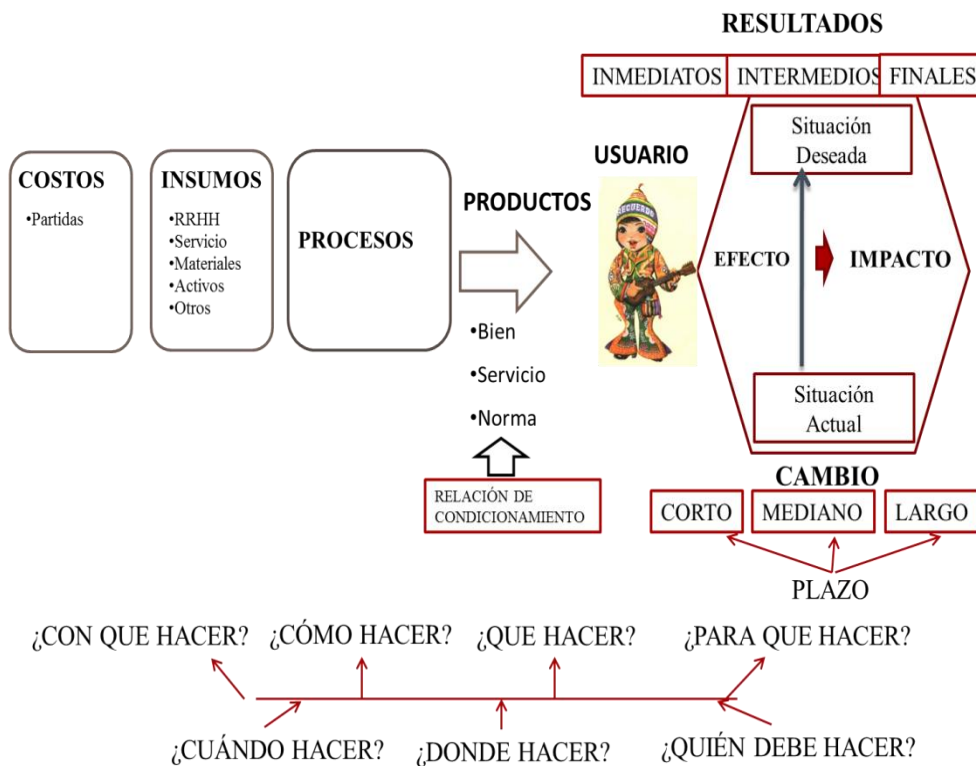 RESULTADOS
INMEDIATOS INTERMEDIOS FINALES
Situación
Deseada
USUARIO
RECUERDO
COSTOS
•Partidas
INSUMOS
•RRHH
•Servicio
•Materiales
•Activos
•Otros
PROCESOS
PRODUCTOS
•Bien
•Servicio
•Norma
EFECTO
IMPACTO
Situación
Actual
RELACIÓN DE
CONDICIONAMIENTO
CAMBIO
CORTO MEDIANO LARGO
PLAZO
¿CON QUE HACER? ¿CÓMO HACER? ¿QUE HACER? ¿PARA QUE HACER?
¿CUÁNDO HACER? ¿DONDE HACER? ¿QUIÉN DEBE HACER?